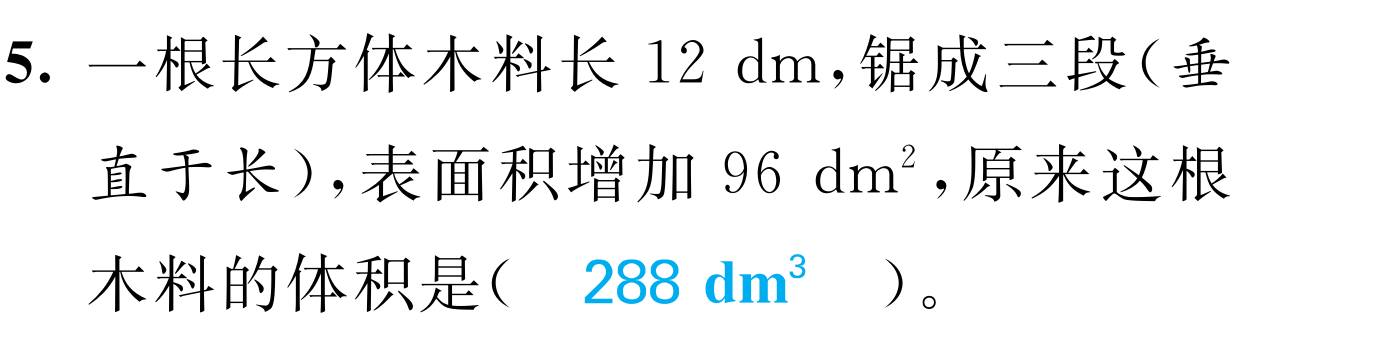 5. 一根长方体木料长 12 dm,锯成三段(垂
直于长),表面积增加 96 dm²,原来这根
木料的体积是( 288 dm³ )。